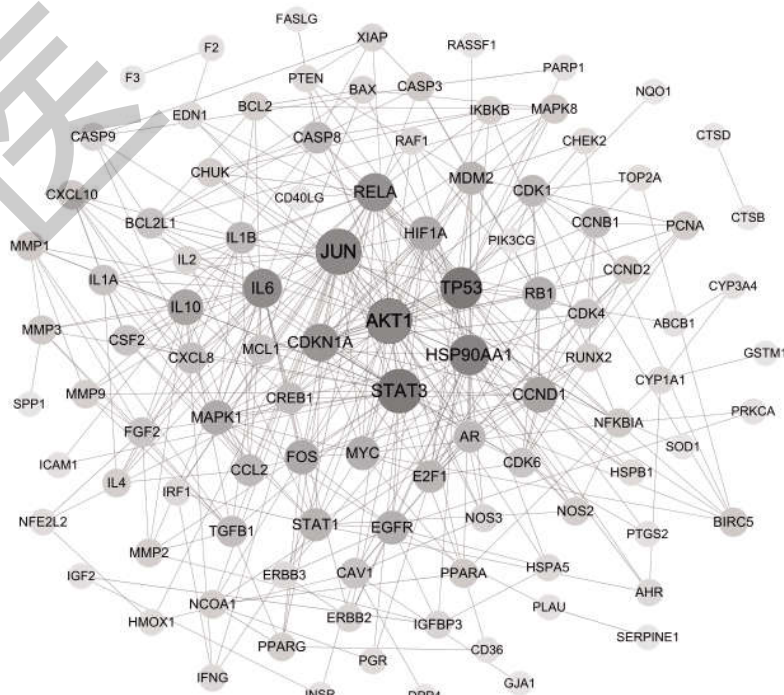 FASLG
XIAP
F2
RASSF1
F3
PTEN
BAX
CASP3
PARP1
NQO1
EDN1
BCL2
IKBKB
MAPK8
CASP9
CASP8
RAF1
CHEK2
CTSD
CXCL10
CHUK
CD40LG
RELA
MDM2
CDK1
TOP2A
BCL2L1
IL1B
HIF1A
PIK3CG
CCNB1
PCNA
CTSB
MMP1
IL2
JUN
IL1A
IL6
TP53
RB1
CCND2
CYP3A4
IL10
AKT1
CDK4
ABCB1
MMP3
CSF2
CXCL8
MCL1
CDKN1A
HSP90AA1
RUNX2
GSTM1
SPP1
MMP9
CREB1
STAT3
CCND1
CYP1A1
PRKCA
FGF2
MAPK1
AR
NFKBIA
SOD1
ICAM1
IL4
CCL2
FOS
MYC
E2F1
CDK6
HSPB1
IRF1
NFE2L2
TGFB1
STAT1
EGFR
NOS3
NOS2
BIRC5
PTGS2
MMP2
IGF2
ERBB3
CAV1
PPARA
HSPA5
AHR
NCOA1
HMOX1
ERBB2
IGFBP3
PLAU
SERPINE1
PPARG
PGR
CD36
IFNG
GJA1
INSR
DPP4
医